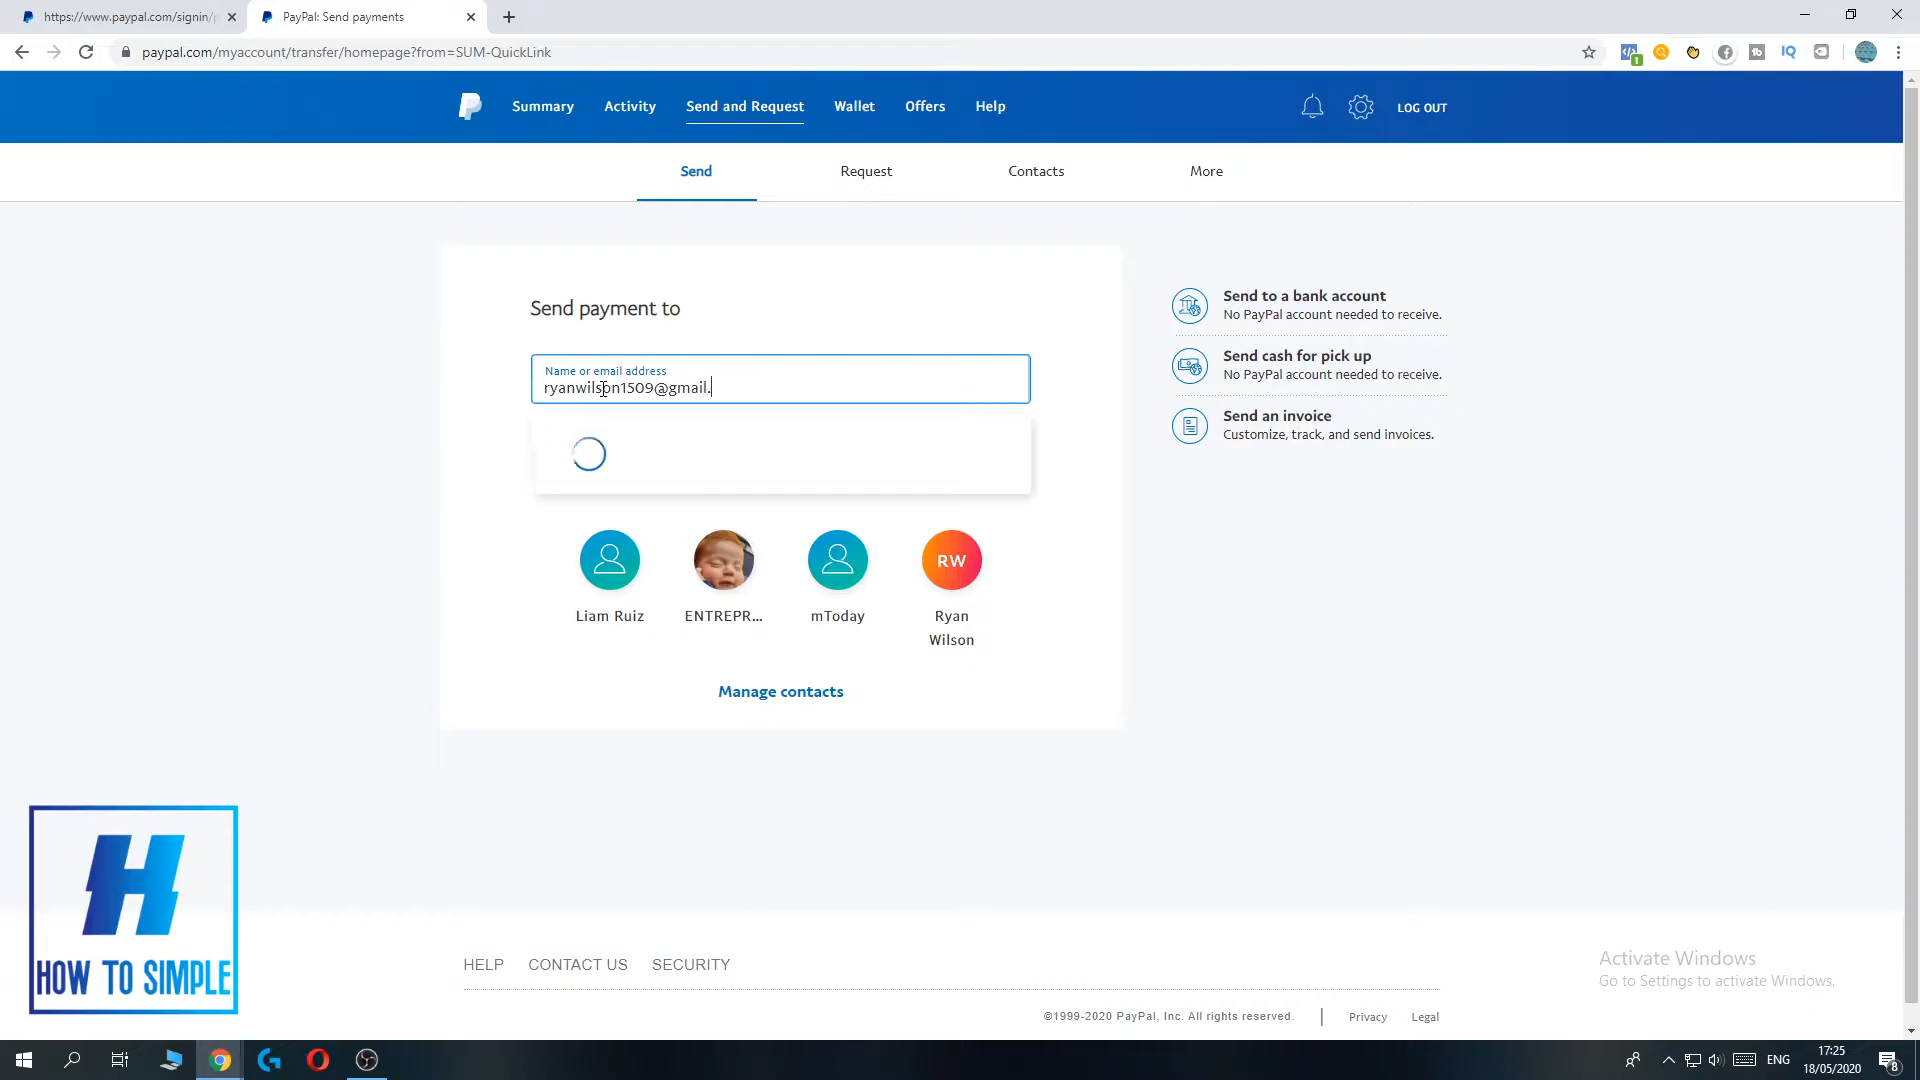 https://www.paypal.com/signin/
PayPal: Send payments
paypal.com/myaccount/transfer/homepage?from=SUM-QuickLink
1
IQ
Summary
Activity
Send and Request
Wallet
Offers
Help
LOG OUT
Send
Request
Contacts
More
Send payment to
Name or email address
ryanwilson1509@gmail.
Send to a bank account
No PayPal account needed to receive.
Send cash for pick up
No PayPal account needed to receive.
Send an invoice
Customize, track, and send invoices.
RW
Liam Ruiz
ENTREPR...
mToday
Ryan
Wilson
Manage contacts
H
HOW TO SIMPLE
HELP
CONTACT US
SECURITY
Activate Windows
Go to Settings to activate Windows.
©1999-2020 PayPal, Inc. All rights reserved.
Privacy
Legal
ENG
17:25
18/05/2020
8